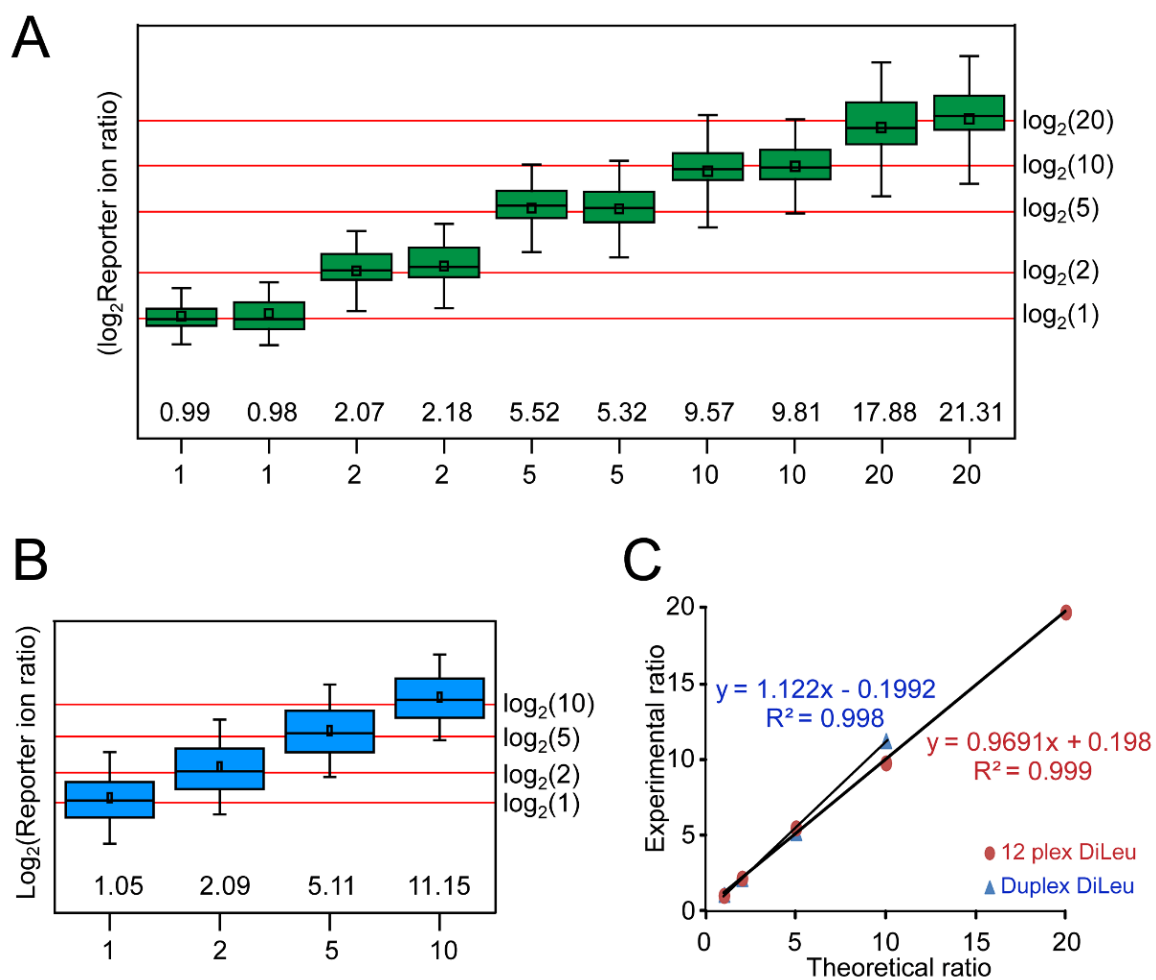 A
(log₂Reporter ion ratio)
log₂(20)
log₂(10)
log₂(5)
log₂(2)
log₂(1)
0.99 0.98 2.07 2.18 5.52 5.32 9.57 9.81 17.88 21.31
1 1 2 2 5 5 10 10 20 20
B
Log₂(Reporter ion ratio)
log₂(10)
log₂(5)
log₂(2)
log₂(1)
1.05 2.09 5.11 11.15
1 2 5 10
C
Experimental ratio
20
15
10
5
0
y = 1.122x - 0.1992
R² = 0.998
y = 0.9691x + 0.198
R² = 0.999
12 plex DiLeu
Duplex DiLeu
0 5 10 15 20
Theoretical ratio